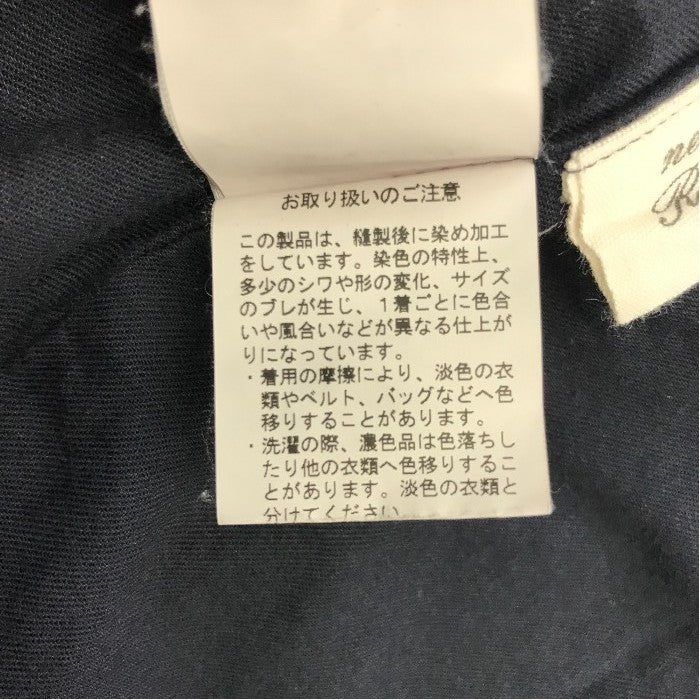 お取り扱いのご注意
この製品は、縫製後に染め加工
をしています。染色の特性上、
多少のシワや形の変化、サイズ
のブレが生じ、１着ごとに色合
いや風合いなどが異なる仕上が
りになっています。
・着用の摩擦により、淡色の衣
類やベルト、バッグなどへ色
移りすることがあります。
・洗濯の際、濃色品は色落ちし
たり他の衣類へ色移りするこ
とがあります。淡色の衣類と
分けてください。
ne